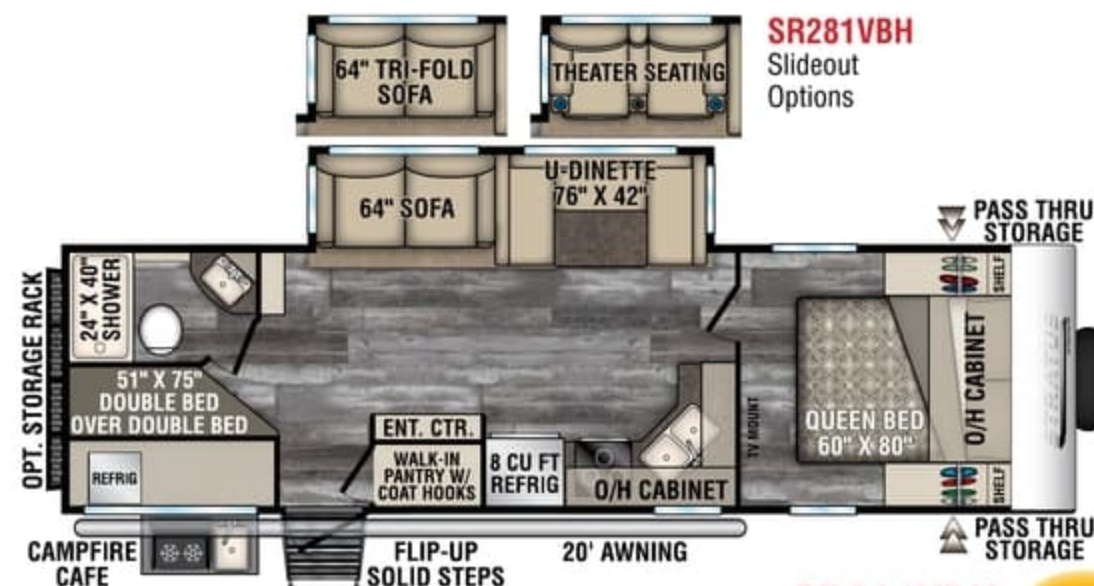 SR281VBH
Slideout
Options
64" TRI-FOLD
SOFA
THEATER SEATING
64" SOFA
U-DINETTE
76" X 42"
PASS THRU
STORAGE
OPT. STORAGE RACK
24" X 40"
SHOWER
SHELF
51" X 75"
DOUBLE BED
OVER DOUBLE BED
ENT. CTR.
WALK-IN
PANTRY W/
COAT HOOKS
8 CU FT
REFRIG
O/H CABINET
TV MOUNT
QUEEN BED
60" X 80"
O/H CABINET
SHELF
REFRIG
CAMPFIRE
CAFE
FLIP-UP
SOLID STEPS
20' AWNING
PASS THRU
STORAGE